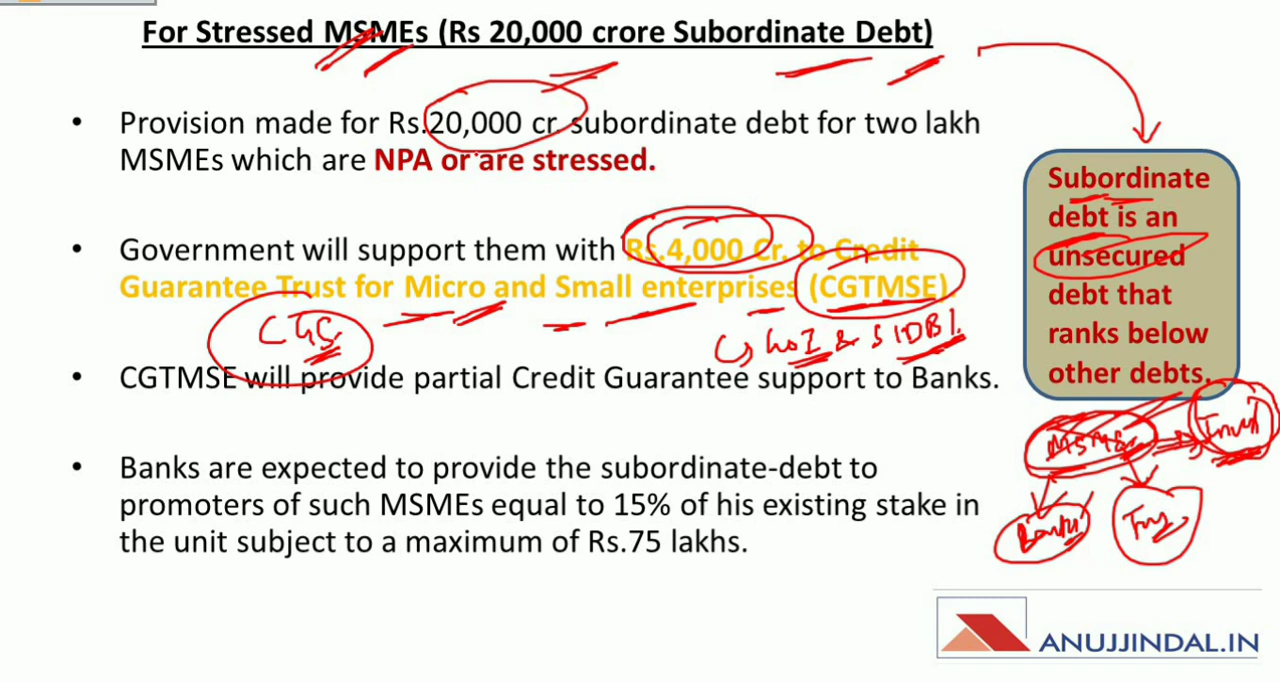 For Stressed MSMEs (Rs 20,000 crore Subordinate Debt)
• Provision made for Rs.20,000 cr. subordinate debt for two lakh
MSMEs which are NPA or are stressed.
• Government will support them with Rs.4,000 Cr. to Credit
Guarantee Trust for Micro and Small enterprises (CGTMSE).
CGS
GoI & SIDBI.
• CGTMSE will provide partial Credit Guarantee support to Banks.
• Banks are expected to provide the subordinate-debt to
promoters of such MSMEs equal to 15% of his existing stake in
the unit subject to a maximum of Rs.75 lakhs.
Subordinate
debt is an
unsecured
debt that
ranks below
other debts.
MSME
Banks
ANUJJINDAL.IN